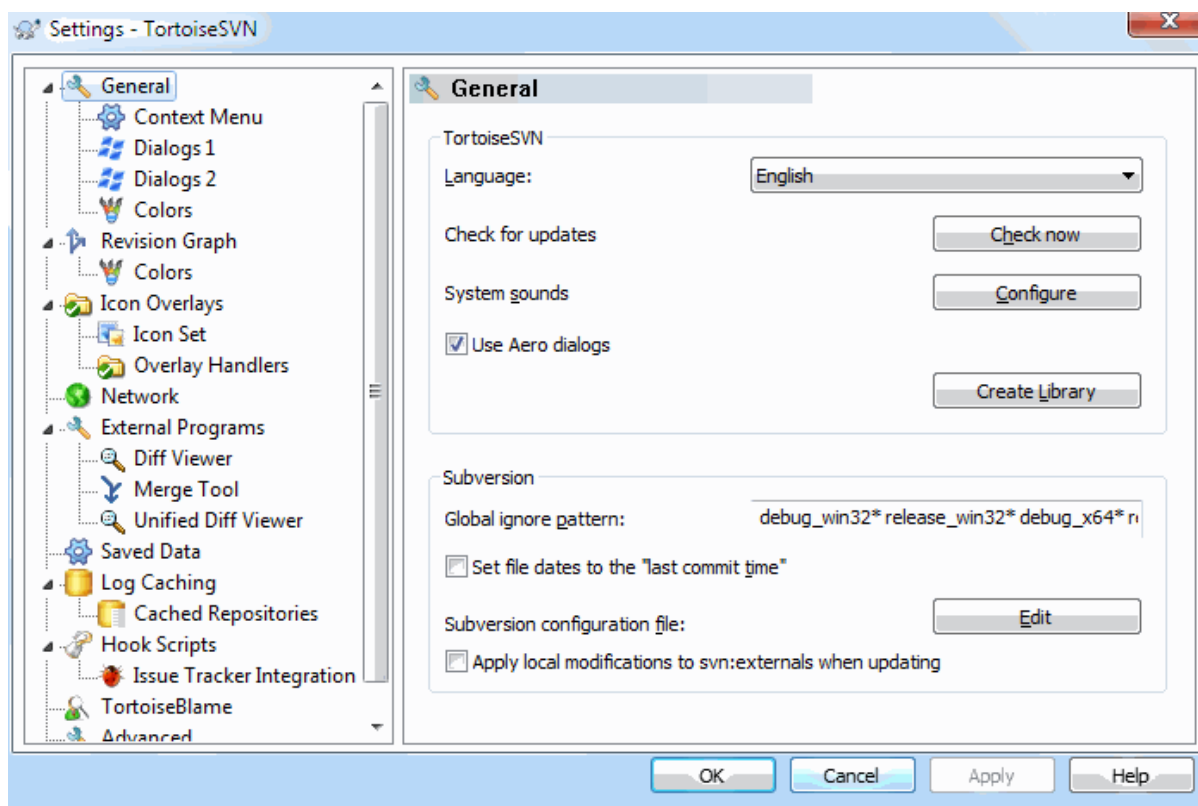 Settings - TortoiseSVN
General
Context Menu
Dialogs 1
Dialogs 2
Colors
Revision Graph
Colors
Icon Overlays
Icon Set
Overlay Handlers
Network
External Programs
Diff Viewer
Merge Tool
Unified Diff Viewer
Saved Data
Log Caching
Cached Repositories
Hook Scripts
Issue Tracker Integration
TortoiseBlame
Advanced
General
TortoiseSVN
Language: English
Check for updates Check now
System sounds Configure
Use Aero dialogs
Create Library
Subversion
Global ignore pattern: debug_win32* release_win32* debug_x64*
Set file dates to the "last commit time"
Subversion configuration file: Edit
Apply local modifications to svn:externals when updating
OK Cancel Apply Help